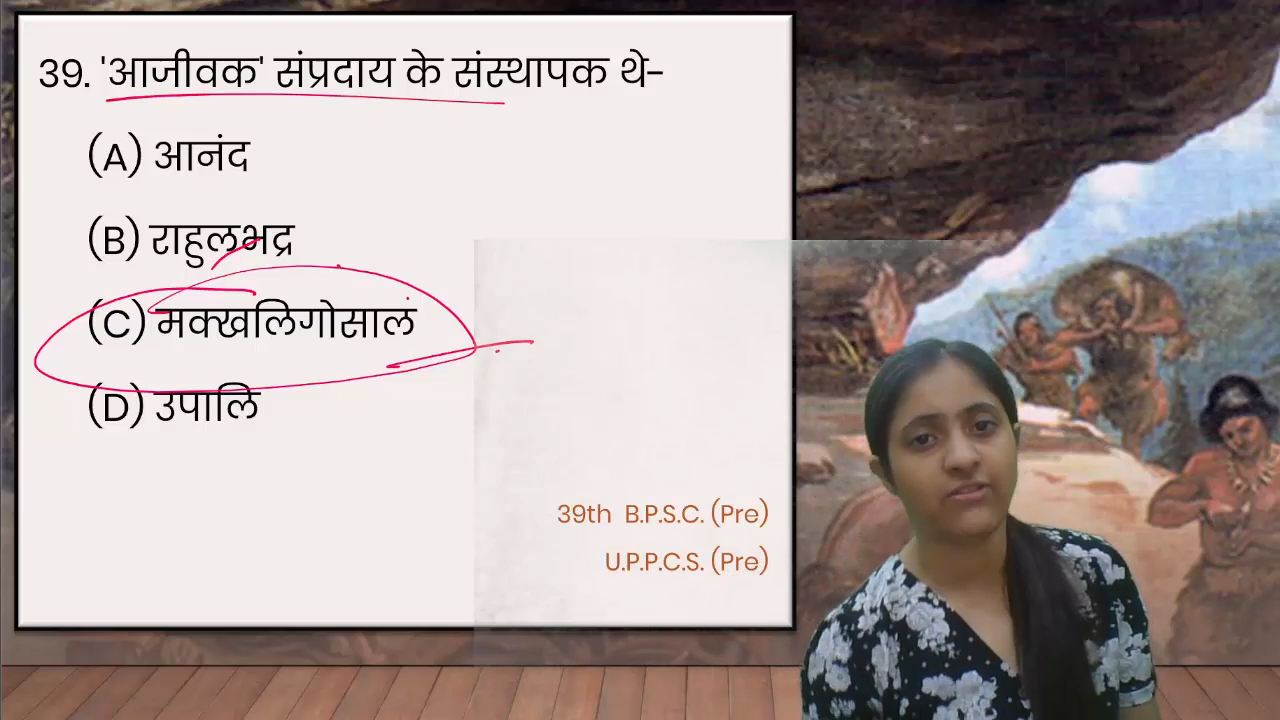 39. 'आजीवक' संप्रदाय के संस्थापक थे-
(A) आनंद
(B) राहुलभद्र
(C) मक्खलिगोसाल
(D) उपालि
39th B.P.S.C. (Pre)
U.P.P.C.S. (Pre)